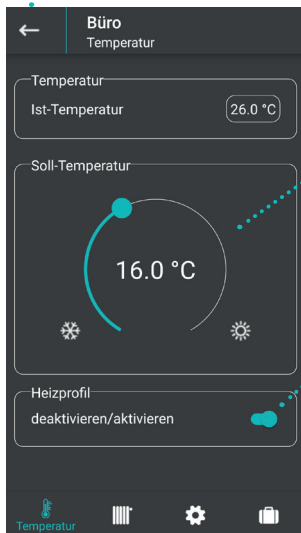 Büro
Temperatur
Temperatur
Ist-Temperatur 26.0 °C
Soll-Temperatur
16.0 °C
Heizprofil
deaktivieren/aktivieren
Temperatur